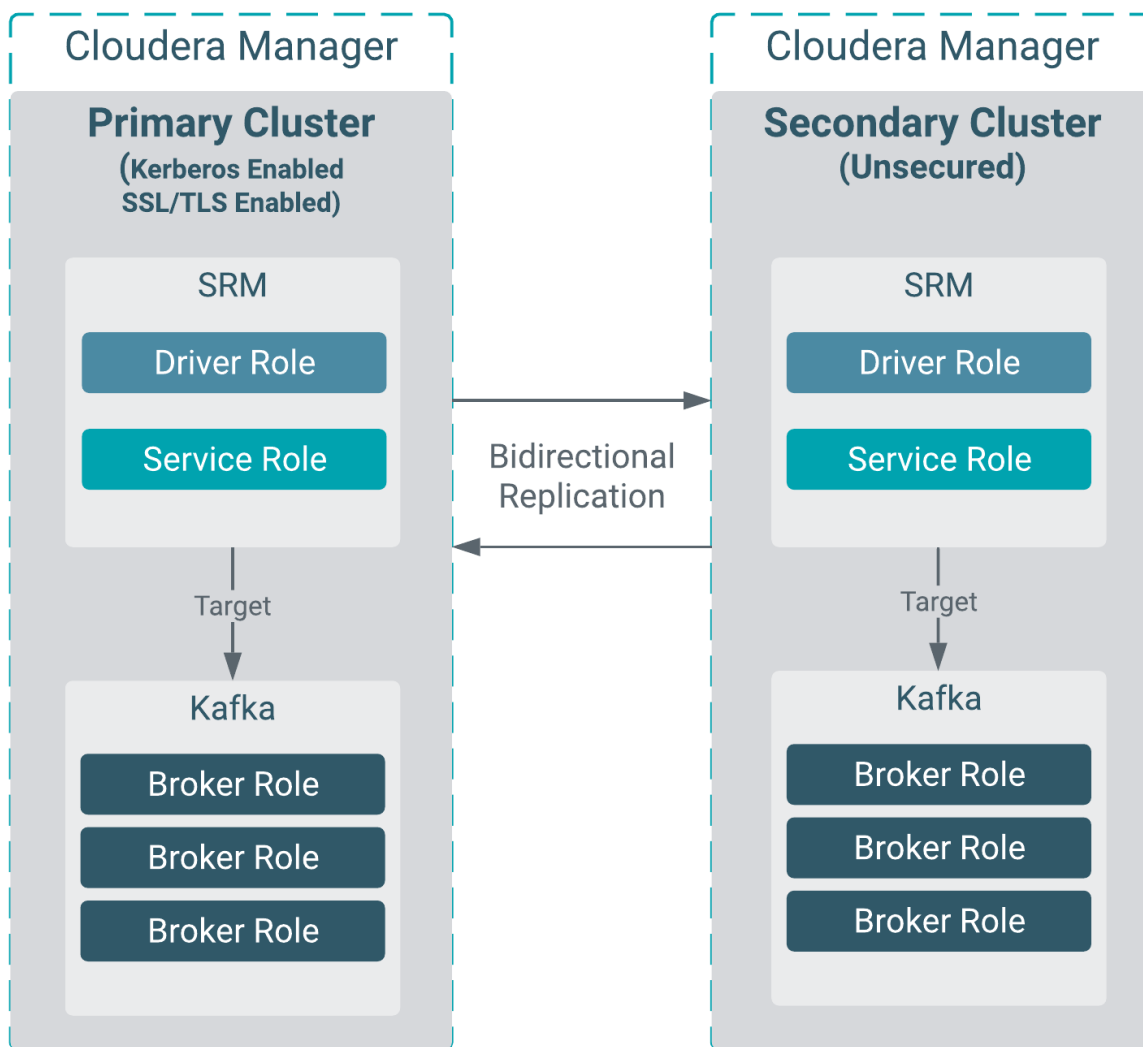 Cloudera Manager
Primary Cluster
(Kerberos Enabled
SSL/TLS Enabled)
SRM
Driver Role
Service Role
Target
Kafka
Broker Role
Broker Role
Broker Role
Bidirectional
Replication
Cloudera Manager
Secondary Cluster
(Unsecured)
SRM
Driver Role
Service Role
Target
Kafka
Broker Role
Broker Role
Broker Role